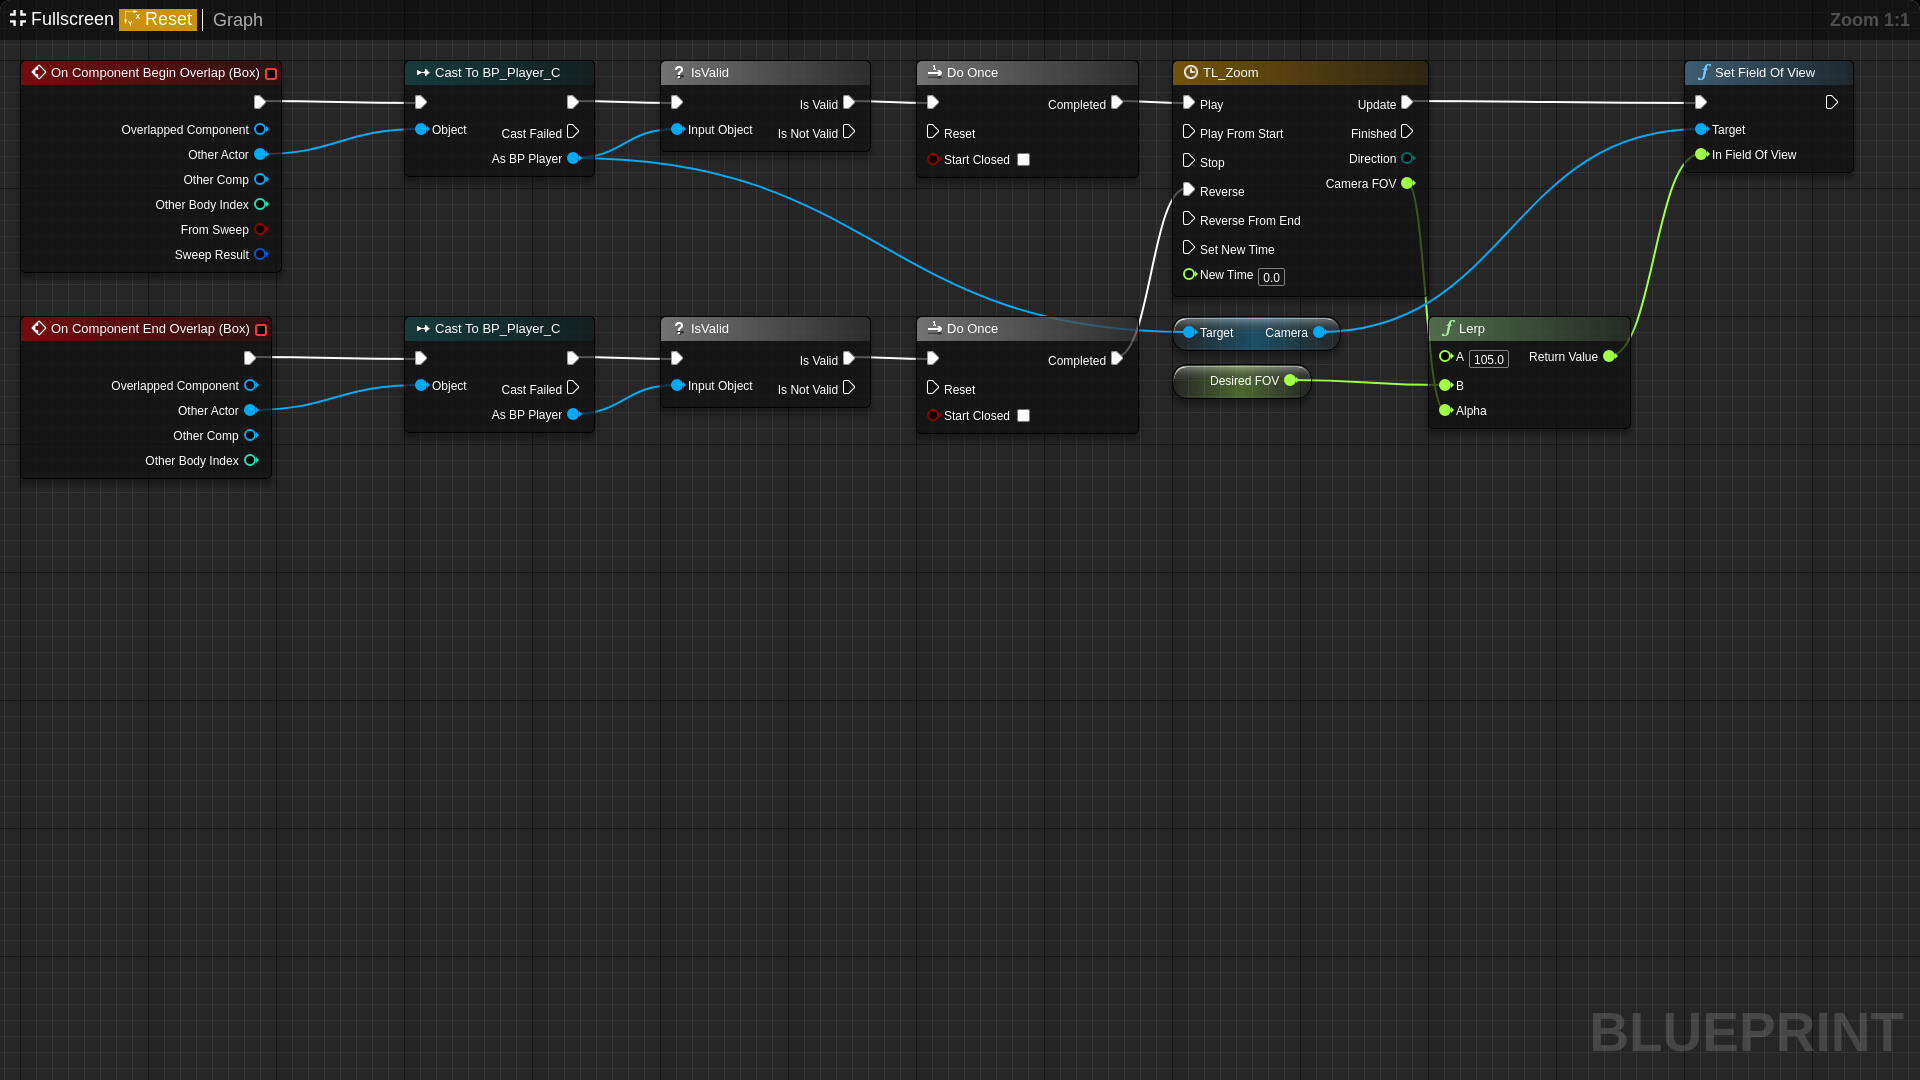 Fullscreen Reset Graph Zoom 1:1
On Component Begin Overlap (Box)
Overlapped Component
Other Actor
Other Comp
Other Body Index
From Sweep
Sweep Result
Cast To BP_Player_C
Object
Cast Failed
As BP Player
? IsValid
Is Valid
Input Object
Is Not Valid
Do Once
Completed
Reset
Start Closed
TL_Zoom
Play
Update
Play From Start
Finished
Stop
Direction
Reverse
Camera FOV
Reverse From End
Set New Time
New Time 0.0
Set Field Of View
Target
In Field Of View
On Component End Overlap (Box)
Overlapped Component
Other Actor
Other Comp
Other Body Index
Cast To BP_Player_C
Object
Cast Failed
As BP Player
? IsValid
Is Valid
Input Object
Is Not Valid
Do Once
Completed
Reset
Start Closed
Target Camera
Desired FOV
f Lerp
A 105.0 Return Value
B
Alpha
BLUEPRINT